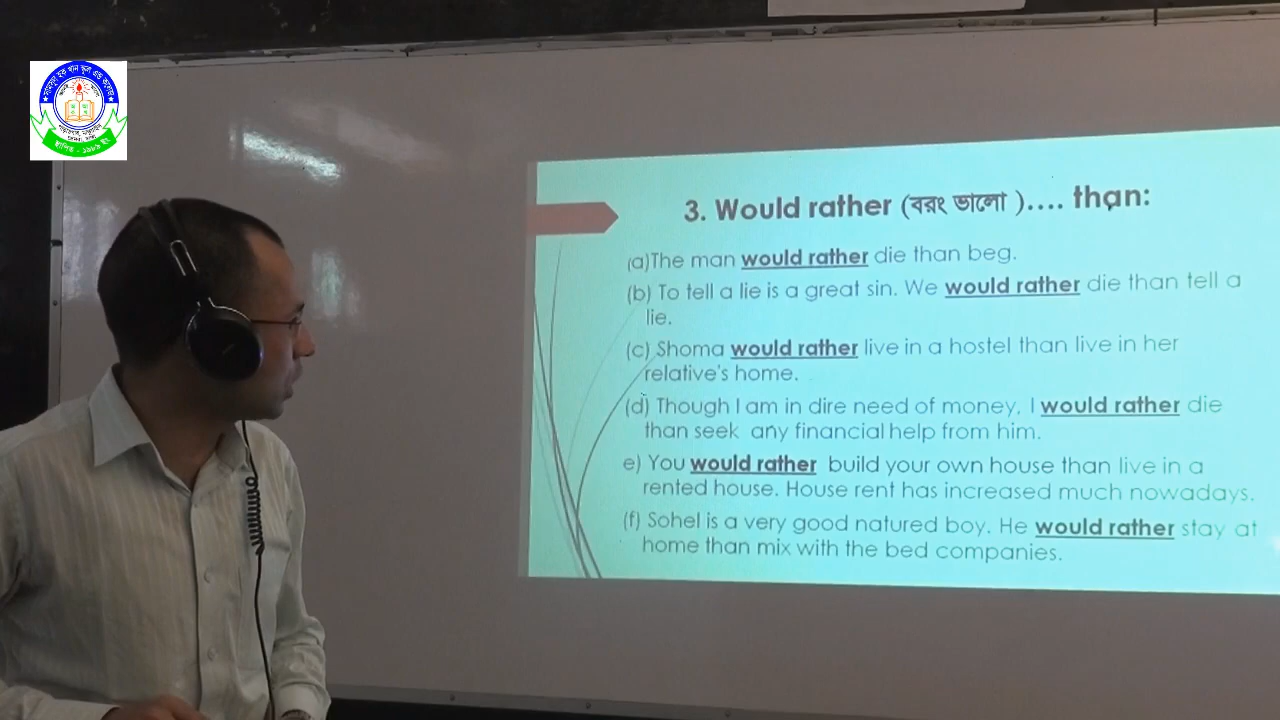 স্থাপিত - ১৯৮৯ ইং
3. Would rather (বরং ভালো )…. than:
(a)The man would rather die than beg.
(b) To tell a lie is a great sin. We would rather die than tell a
lie.
(c) Shoma would rather live in a hostel than live in her
relative's home.
(d) Though I am in dire need of money, I would rather die
than seek any financial help from him.
e) You would rather build your own house than live in a
rented house. House rent has increased much nowadays.
(f) Sohel is a very good natured boy. He would rather stay at
home than mix with the bed companies.